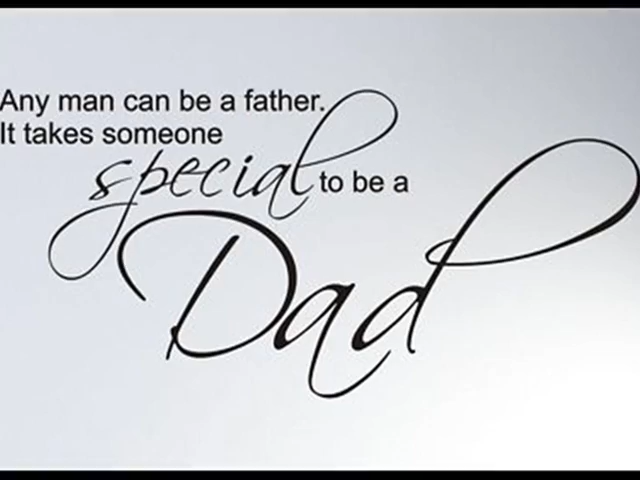 Any man can be a father.
It takes someone
special to be a
Dad